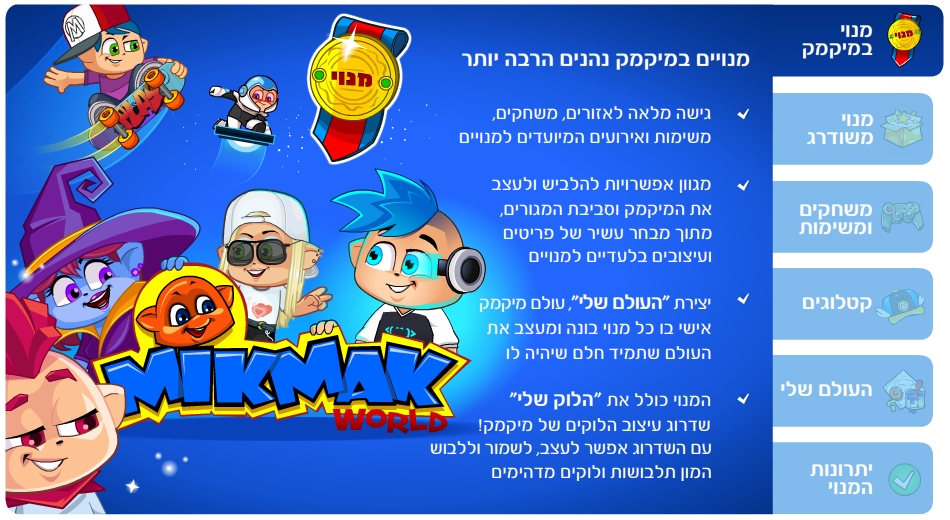 מנוי
במיקמק
מנוי
מנוי
משודרג
משחקים
ומשימות
קטלוגים
העולם שלי
יתרונות
המנוי
מנויים במיקמק נהנים הרבה יותר
גישה מלאה לאזורים, משחקים,
משימות ואירועים המיועדים למנויים
מגוון אפשרויות להלביש ולעצב
את המיקמק וסביבת המגורים,
מתוך מבחר עשיר של פריטים
ועיצובים בלעדיים למנויים
יצירת "העולם שלי", עולם מיקמק
אישי בו כל מנוי בונה ומעצב את
העולם שתמיד חלם שיהיה לו
המנוי כולל את "הלוק שלי"
שדרוג עיצוב הלוקים של מיקמק!
עם השדרוג אפשר לעצב, לשמור וללבוש
המון תלבושות ולוקים מדהימים
מנוי
M
PLAY
MIKMAK
WORLD